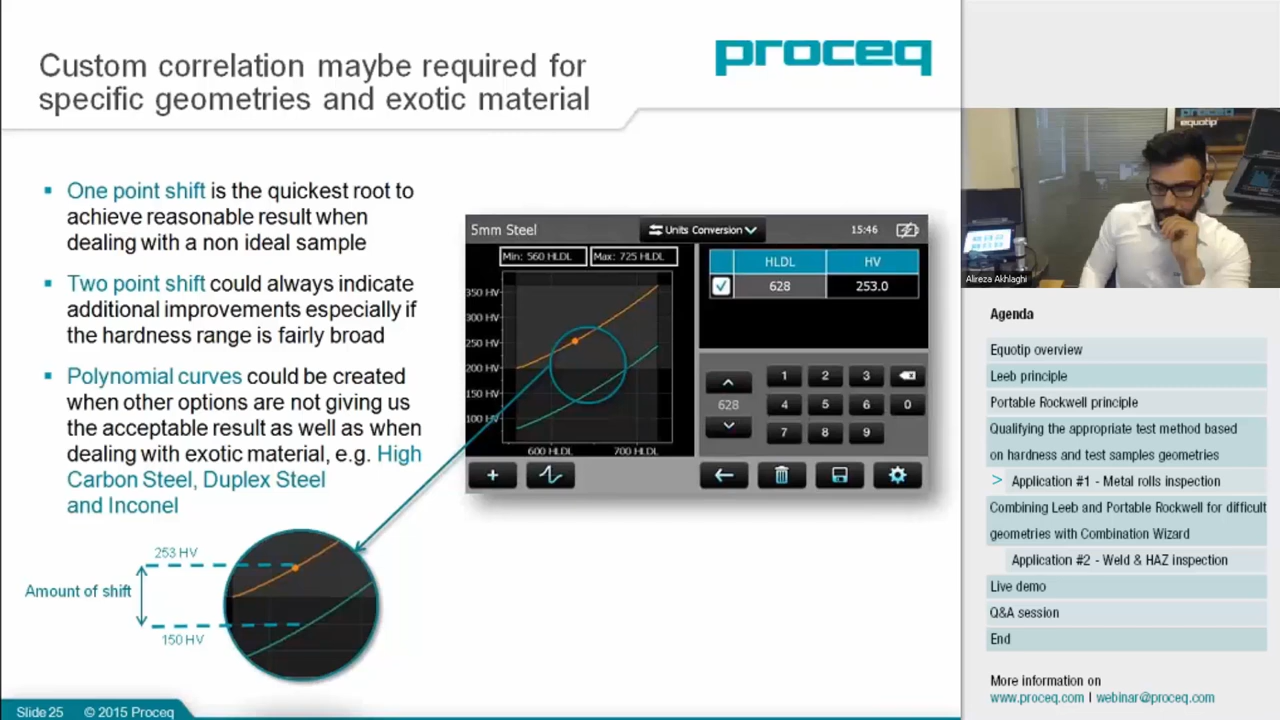 Custom correlation maybe required for
specific geometries and exotic material
proceq
One point shift is the quickest root to
achieve reasonable result when
dealing with a non ideal sample
Two point shift could always indicate
additional improvements especially if
the hardness range is fairly broad
Polynomial curves could be created
when other options are not giving us
the acceptable result as well as when
dealing with exotic material, e.g. High
Carbon Steel, Duplex Steel
and Inconel
253 HV
Amount of shift
150 HV
5mm Steel
Units Conversion
15:46
Min: 560 HLDL
Max: 725 HLDL
350 HV
300 HV
250 HV
200 HV
150 HV
100 HV
600 HLDL
700 HLDL
HLDL
HV
628
253.0
628
1
2
3
4
5
6
0
7
8
9
+
Slide 25
© 2015 Proceq
proceq
equotip
Alireza Akhlaghi
Agenda
Equotip overview
Leeb principle
Portable Rockwell principle
Qualifying the appropriate test method based
on hardness and test samples geometries
> Application #1 - Metal rolls inspection
Combining Leeb and Portable Rockwell for difficult
geometries with Combination Wizard
Application #2 - Weld & HAZ inspection
Live demo
Q&A session
End
More information on
www.proceq.com | webinar@proceq.com